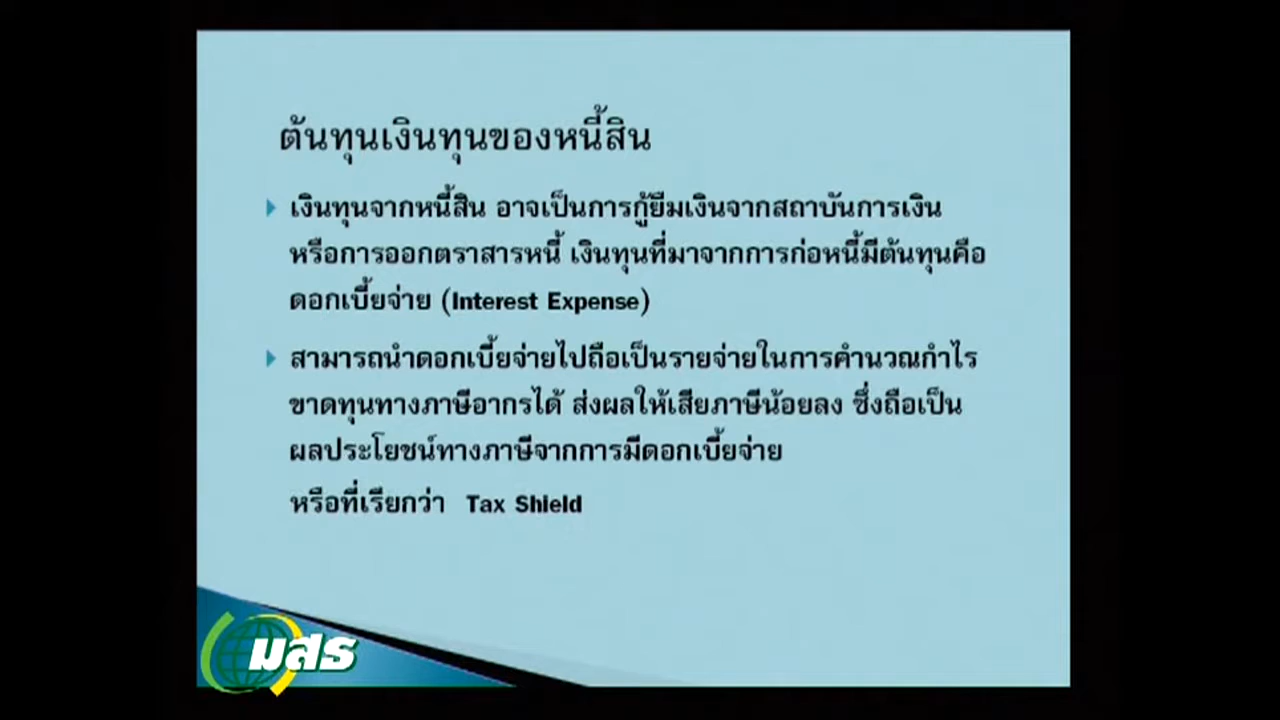 ต้นทุนเงินทุนของหนี้สิน
เงินทุนจากหนี้สิน อาจเป็นการกู้ยืมเงินจากสถาบันการเงิน
หรือการออกตราสารหนี้ เงินทุนที่มาจากการก่อหนี้มีต้นทุนคือ
ดอกเบี้ยจ่าย (Interest Expense)
สามารถนำดอกเบี้ยจ่ายไปถือเป็นรายจ่ายในการคำนวณกำไร
ขาดทุนทางภาษีอากรได้ ส่งผลให้เสียภาษีน้อยลง ซึ่งถือเป็น
ผลประโยชน์ทางภาษีจากการมีดอกเบี้ยจ่าย
หรือที่เรียกว่า Tax Shield
มสธ